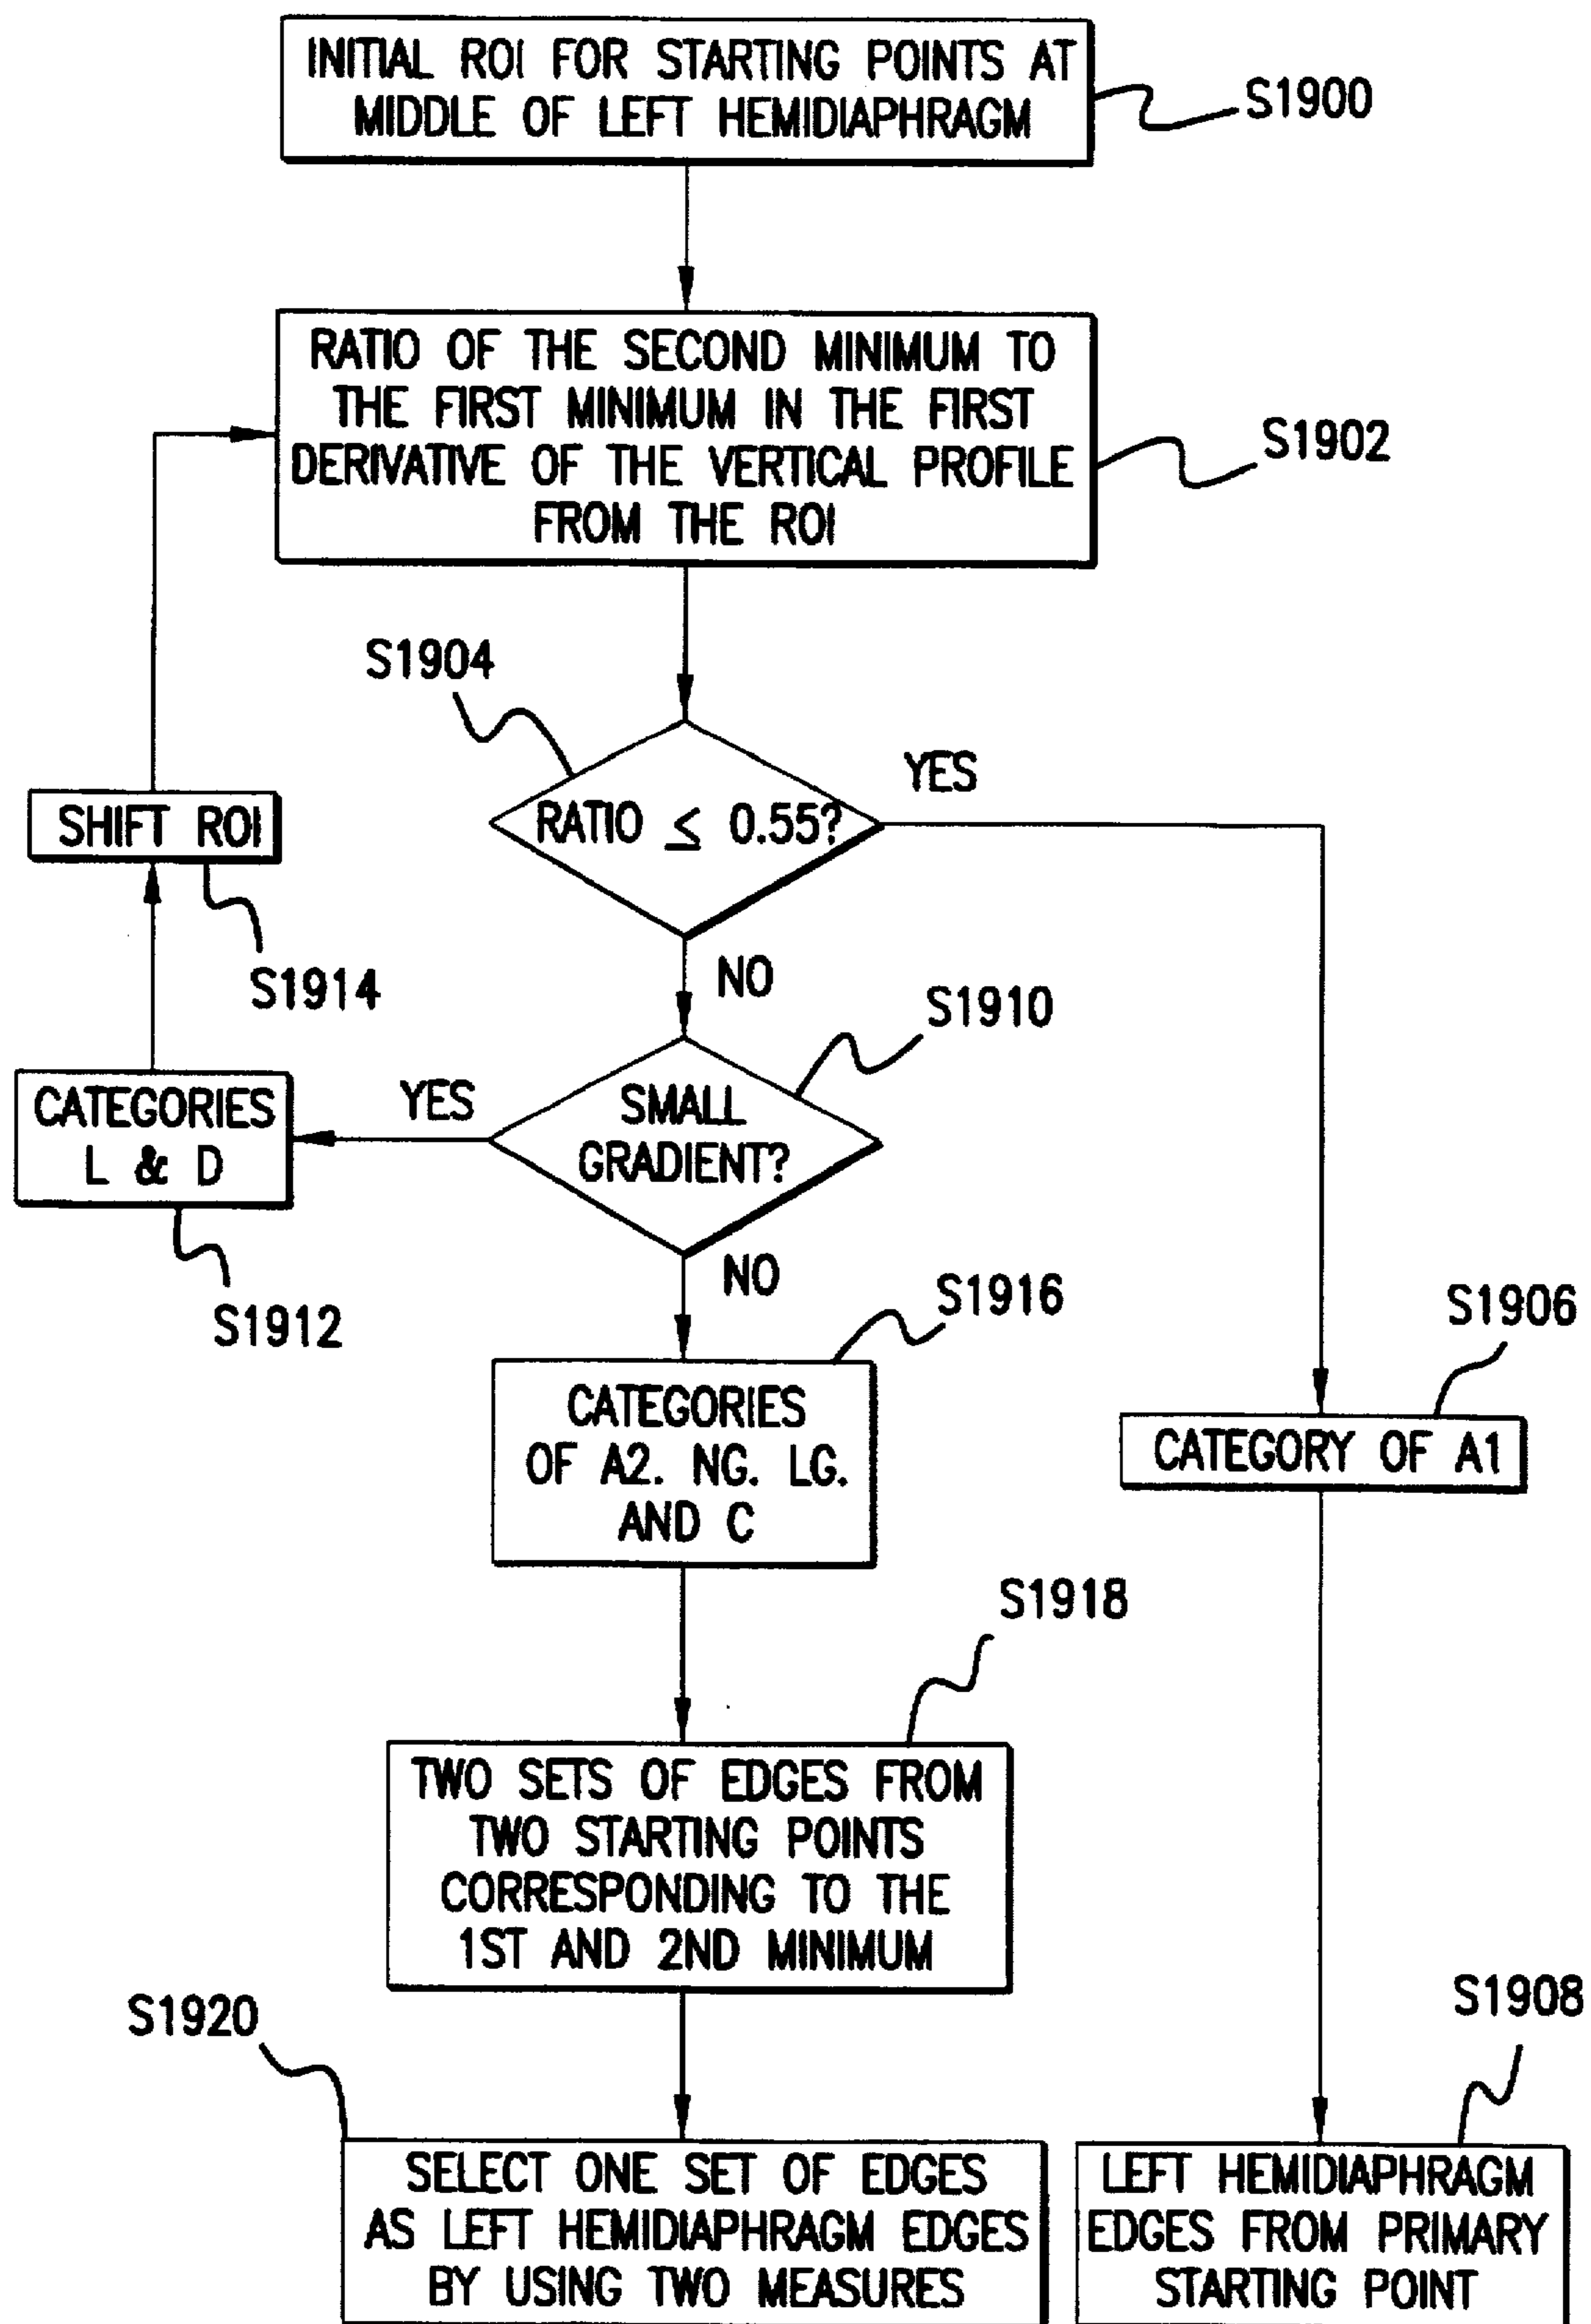 INITIAL ROI FOR STARTING POINTS AT
MIDDLE OF LEFT HEMIDIAPHRAGM
S1900
RATIO OF THE SECOND MINIMUM TO
THE FIRST MINIMUM IN THE FIRST
DERIVATIVE OF THE VERTICAL PROFILE
FROM THE ROI
S1902
S1904
RATIO ≤ 0.55?
YES
SHIFT ROI
S1914
NO
S1910
SMALL
GRADIENT?
YES
CATEGORIES
L & D
S1912
NO
S1916
CATEGORIES
OF A2. NG. LG.
AND C
S1906
CATEGORY OF A1
S1918
TWO SETS OF EDGES FROM
TWO STARTING POINTS
CORRESPONDING TO THE
1ST AND 2ND MINIMUM
S1920
SELECT ONE SET OF EDGES
AS LEFT HEMIDIAPHRAGM EDGES
BY USING TWO MEASURES
S1908
LEFT HEMIDIAPHRAGM
EDGES FROM PRIMARY
STARTING POINT